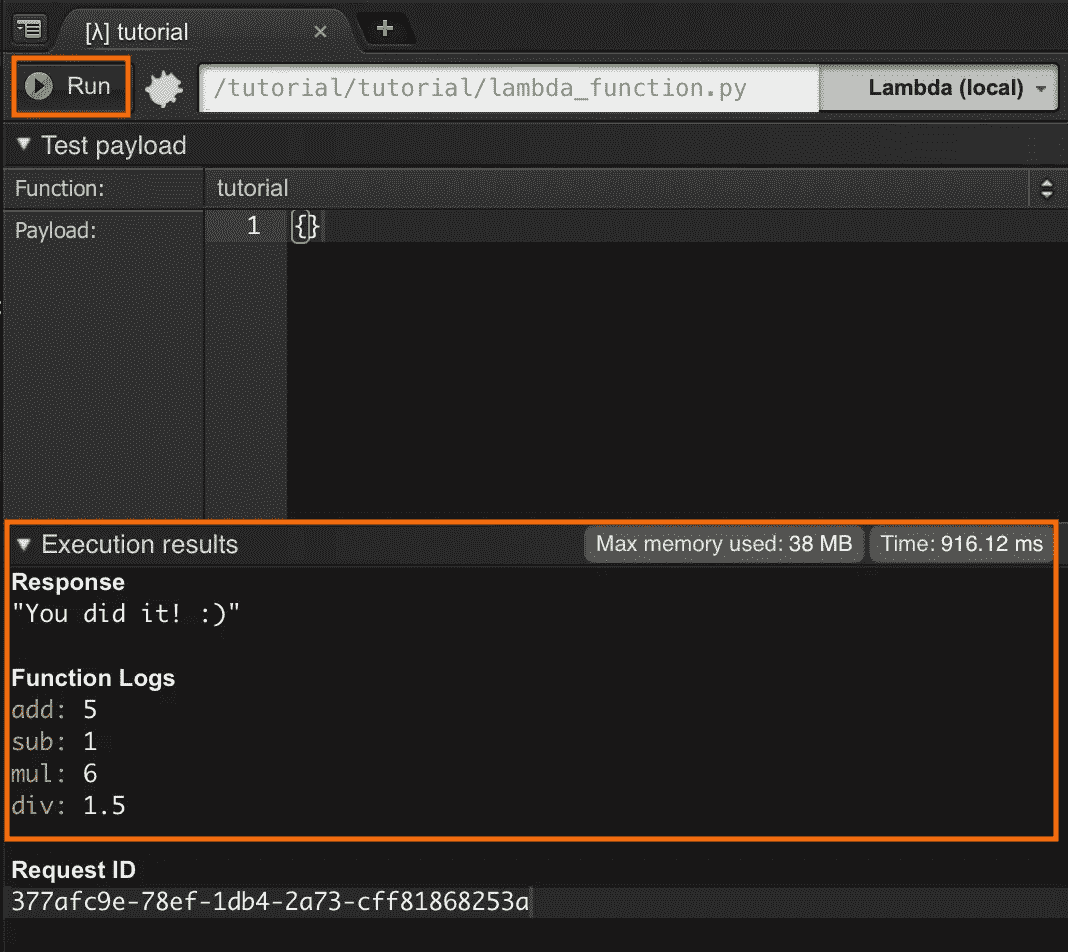 [λ] tutorial
Run
/tutorial/tutorial/lambda_function.py
Lambda (local)
Test payload
Function:
tutorial
Payload:
1 {}
Execution results
Max memory used: 38 MB
Time: 916.12 ms
Response
"You did it! :)"
Function Logs
add: 5
sub: 1
mul: 6
div: 1.5
Request ID
377afc9e-78ef-1db4-2a73-cff81868253a